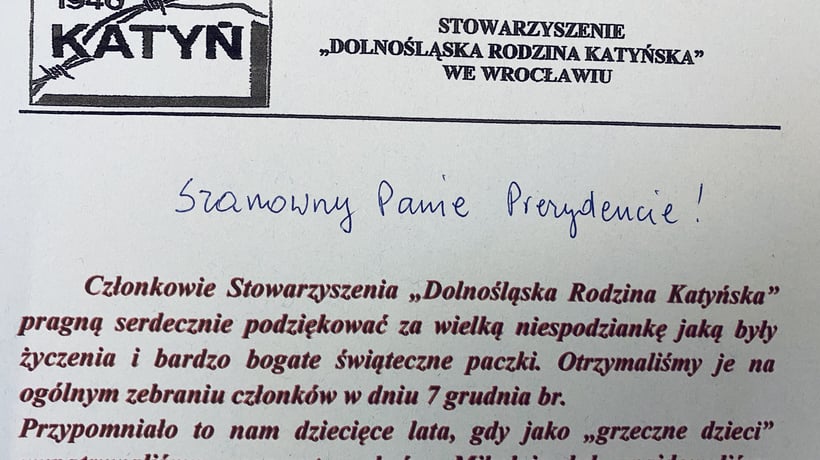 1940
KATYŃ
STOWARZYSZENIE
„DOLNOŚLĄSKA RODZINA KATYŃSKA”
WE WROCŁAWIU
Szanowny Panie Prezydencie!
Członkowie Stowarzyszenia „Dolnośląska Rodzina Katyńska”
pragną serdecznie podziękować za wielką niespodziankę jaką były
życzenia i bardzo bogate świąteczne paczki. Otrzymaliśmy je na
ogólnym zebraniu członków w dniu 7 grudnia br.
Przypomniało to nam dziecięce lata, gdy jako „grzeczne dzieci”